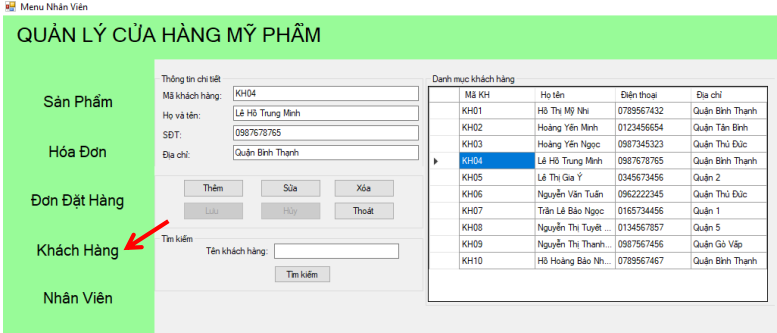 Menu Nhân Viên
QUẢN LÝ CỬA HÀNG MỸ PHẨM
Sản Phẩm
Hóa Đơn
Đơn Đặt Hàng
Khách Hàng
Nhân Viên
Thông tin chi tiết
Mã khách hàng: KH04
Họ và tên: Lê Hồ Trung Minh
SĐT: 0987678765
Địa chỉ: Quận Bình Thạnh
Thêm Sửa Xóa
Lưu Hủy Thoát
Tìm kiếm
Tên khách hàng:
Tìm kiếm
Danh mục khách hàng
Mã KH Họ tên Điện thoại Địa chỉ
KH01 Hồ Thị Mỹ Nhi 0789567432 Quận Bình Thạnh
KH02 Hoàng Yến Minh 0123456654 Quận Tân Bình
KH03 Hoàng Yến Ngọc 0987345323 Quận Thủ Đức
KH04 Lê Hồ Trung Minh 0987678765 Quận Bình Thạnh
KH05 Lê Thị Gia Ý 0345673456 Quận 2
KH06 Nguyễn Văn Tuấn 0962222345 Quận Thủ Đức
KH07 Trần Lê Bảo Ngọc 0165734456 Quận 1
KH08 Nguyễn Thị Tuyết ... 0134567857 Quận 5
KH09 Nguyễn Thị Thanh... 0987567456 Quận Gò Vấp
KH10 Hồ Hoàng Bảo Nh... 0789567467 Quận Bình Thạnh